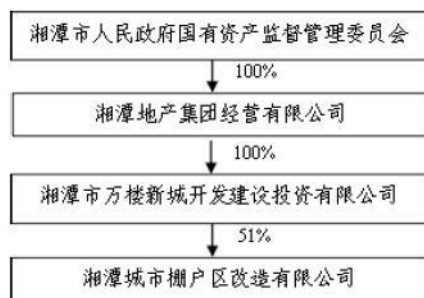 湘潭市人民政府国有资产监督管理委员会
100%
湘潭地产集团经营有限公司
100%
湘潭市万楼新城开发建设投资有限公司
51%
湘潭城市棚户区改造有限公司